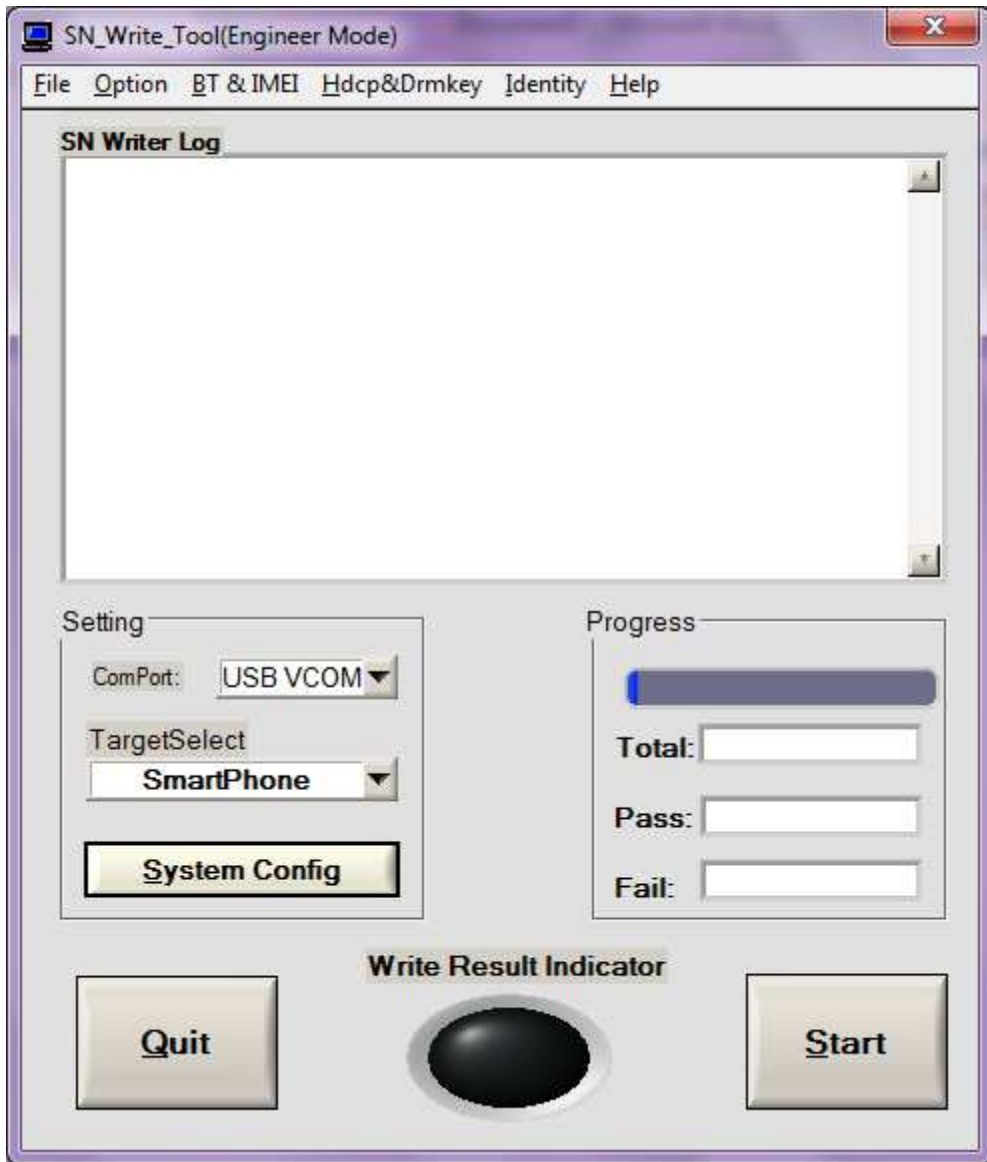 SN_Write_Tool(Engineer Mode)
File Option BT & IMEI Hdcp&Drmkey Identity Help
SN Writer Log
Setting
ComPort: USB VCOM
TargetSelect
SmartPhone
System Config
Progress
Total:
Pass:
Fail:
Write Result Indicator
Quit
Start